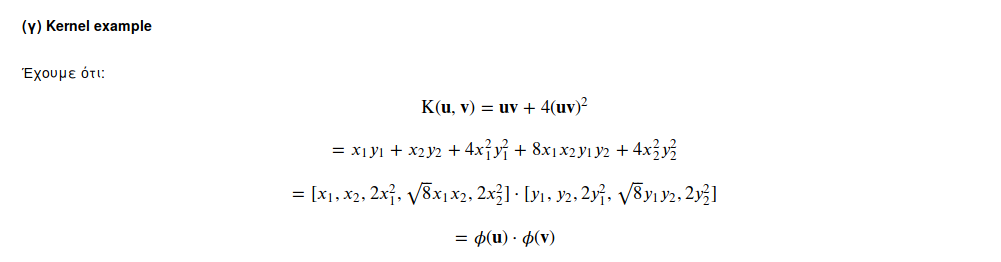 (γ) Kernel example
Έχουμε ότι:
K(u, v) = uv + 4(uv)²
= x₁y₁ + x₂y₂ + 4x₁²y₁² + 8x₁x₂y₁y₂ + 4x₂²y₂²
= [x₁, x₂, 2x₁², √8x₁x₂, 2x₂²] · [y₁, y₂, 2y₁², √8y₁y₂, 2y₂²]
= ϕ(u) · ϕ(v)